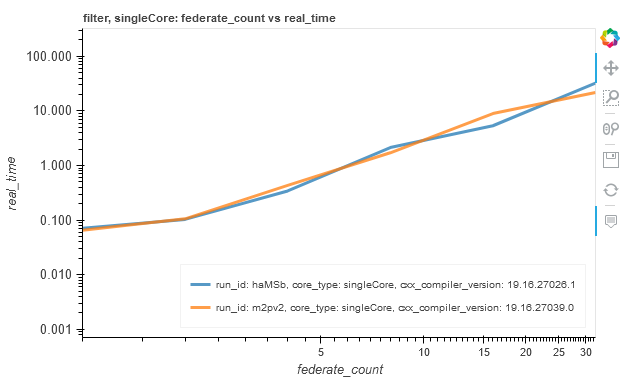 filter, singleCore: federate_count vs real_time
100.000
10.000
1.000
0.100
0.010
0.001
real_time
run_id: haMSb, core_type: singleCore, cxx_compiler_version: 19.16.27026.1
run_id: m2pv2, core_type: singleCore, cxx_compiler_version: 19.16.27039.0
5 10 15 20 25 30
federate_count